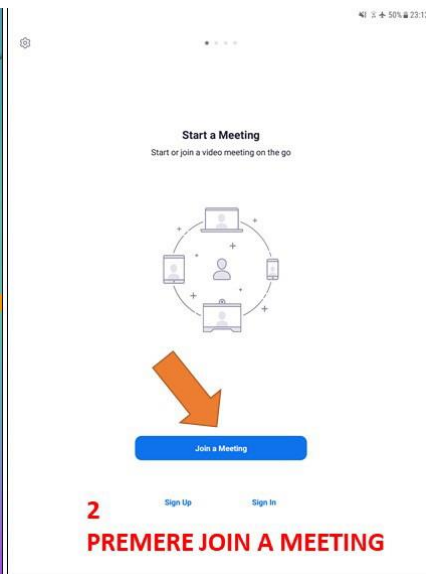 50% 23:12
Start a Meeting
Start or join a video meeting on the go
Join a Meeting
Sign Up Sign In
2
PREMERE JOIN A MEETING